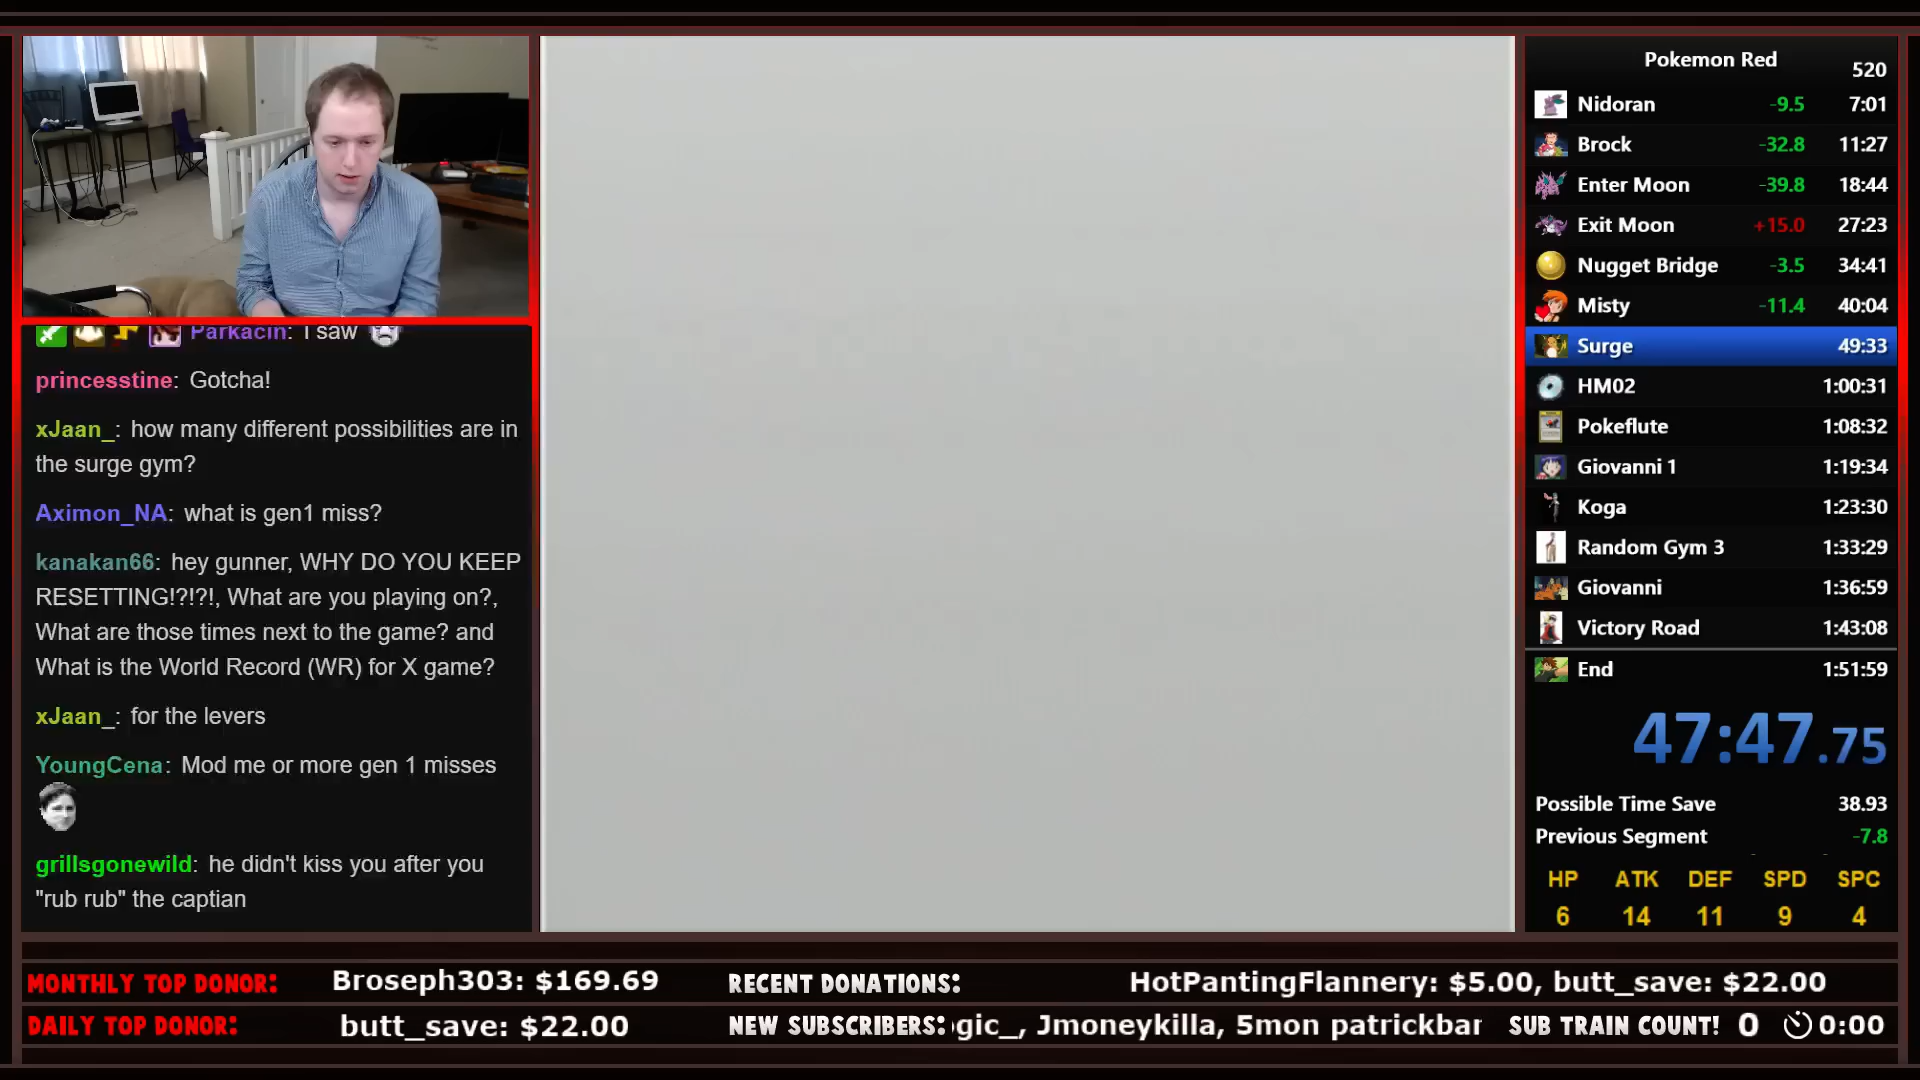 Parkacin: I saw
princesstine: Gotcha!
xJaan_: how many different possibilities are in
the surge gym?
Aximon_NA: what is gen1 miss?
kanakan66: hey gunner, WHY DO YOU KEEP
RESETTING!?!?!, What are you playing on?,
What are those times next to the game? and
What is the World Record (WR) for X game?
xJaan_: for the levers
YoungCena: Mod me or more gen 1 misses
grillsgonewild: he didn't kiss you after you
"rub rub" the captian
Pokemon Red 520
Nidoran -9.5 7:01
Brock -32.8 11:27
Enter Moon -39.8 18:44
Exit Moon +15.0 27:23
Nugget Bridge -3.5 34:41
Misty -11.4 40:04
Surge 49:33
HM02 1:00:31
Pokeflute 1:08:32
Giovanni 1 1:19:34
Koga 1:23:30
Random Gym 3 1:33:29
Giovanni 1:36:59
Victory Road 1:43:08
End 1:51:59
47:47.75
Possible Time Save 38.93
Previous Segment -7.8
HP ATK DEF SPD SPC
6 14 11 9 4
MONTHLY TOP DONOR: Broseph303: $169.69 RECENT DONATIONS: HotPantingFlannery: $5.00, butt_save: $22.00
DAILY TOP DONOR: butt_save: $22.00 NEW SUBSCRIBERS: gic_, Jmoneykilla, 5mon patrickbar SUB TRAIN COUNT! 0 0:00